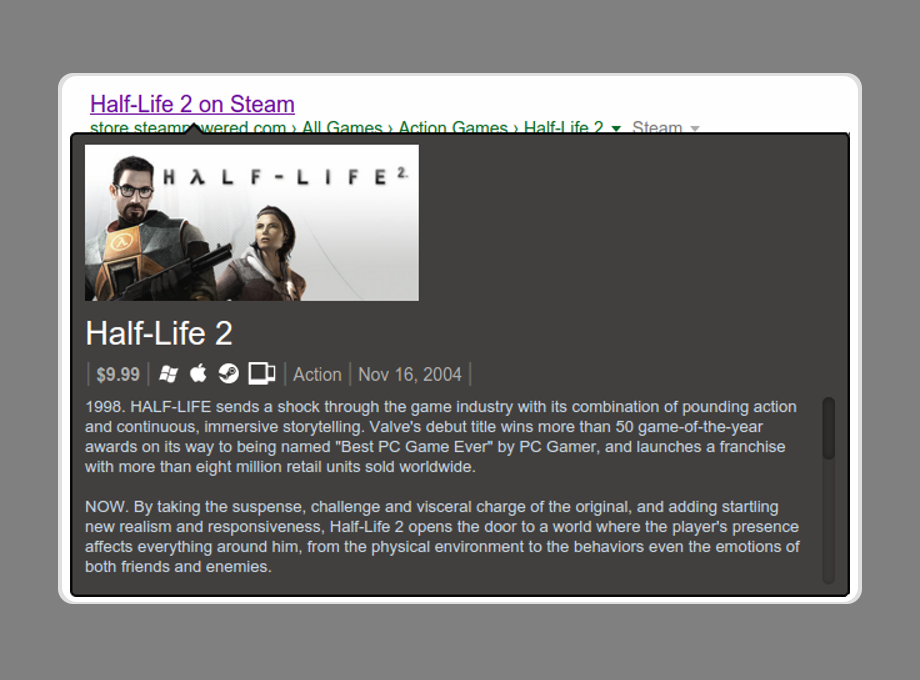 Half-Life 2 on Steam
store.steampowered.com › All Games › Action Games › Half-Life 2 ▼ Steam ▼
HλLF-LIFE2.
Half-Life 2
| $9.99 | | Action | Nov 16, 2004 |
1998. HALF-LIFE sends a shock through the game industry with its combination of pounding action
and continuous, immersive storytelling. Valve's debut title wins more than 50 game-of-the-year
awards on its way to being named "Best PC Game Ever" by PC Gamer, and launches a franchise
with more than eight million retail units sold worldwide.
NOW. By taking the suspense, challenge and visceral charge of the original, and adding startling
new realism and responsiveness, Half-Life 2 opens the door to a world where the player's presence
affects everything around him, from the physical environment to the behaviors even the emotions of
both friends and enemies.